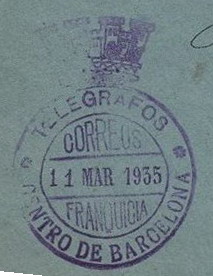 TELEGRAFOS
CORREOS
11 MAR 1935
FRANQUICIA
CENTRO DE BARCELONA